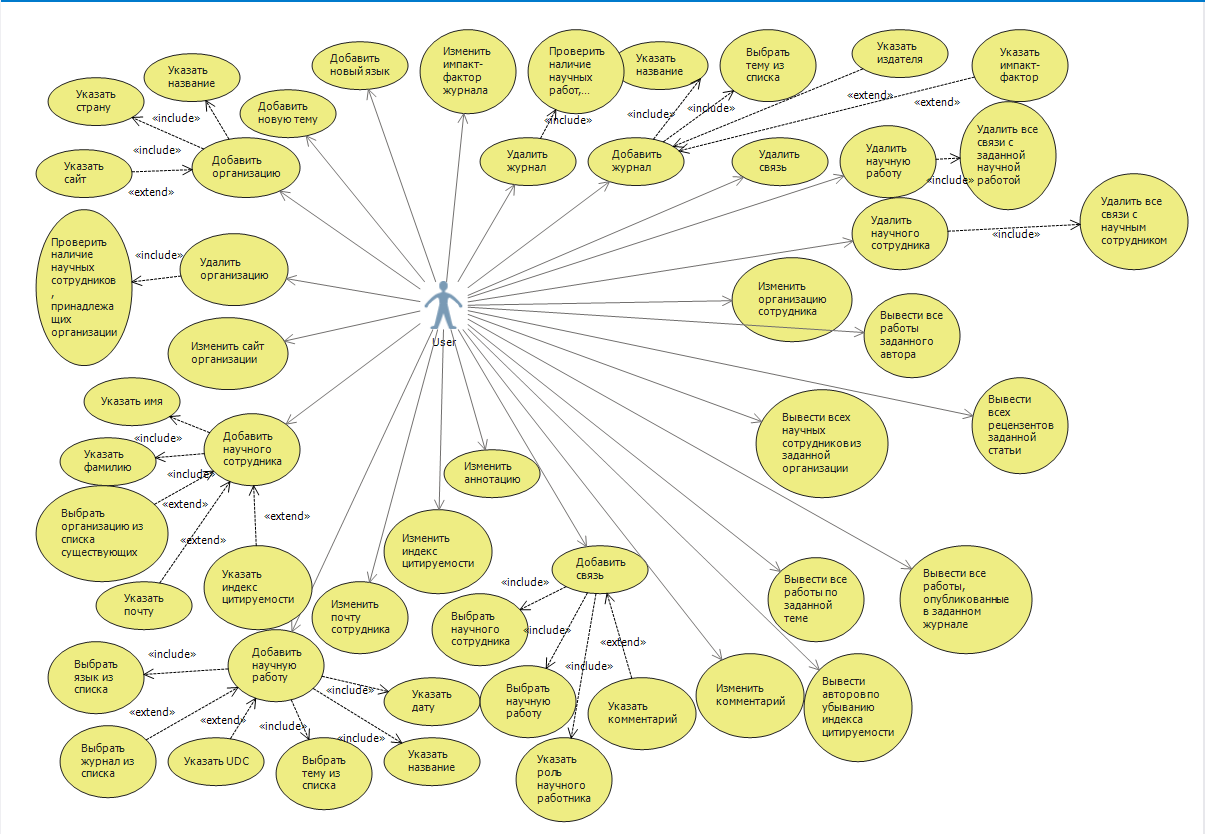 Указать
страну
Указать
название
Добавить
новый язык
Добавить
новую тему
Изменить
импакт-
фактор
журнала
Проверить
наличие
научных
работ,...
Указать
название
Выбрать
тему из
списка
Указать
издателя
Указать
импакт-
фактор
«include»
«include»
Указать
сайт
«extend»
Добавить
организацию
Удалить
журнал
«include»
Добавить
журнал
«include»
«include»
«extend»
«extend»
Удалить
связь
Удалить
научную
работу
«include»
Удалить все
связи с
заданной
научной
работой
Удалить
научного
сотрудника
«include»
Удалить все
связи с
научным
сотрудником
Проверить
наличие
научных
сотрудников
,
принадлежа
щих
организации
«include»
Удалить
организацию
Изменить сайт
организации
User
Изменить
организацию
сотрудника
Вывести все
работы
заданного
автора
Указать имя
«include»
Добавить
научного
сотрудника
Указать
фамилию
«include»
Выбрать
организацию из
списка
существующих
«extend»
«extend»
«extend»
Указать
почту
Указать
индекс
цитируемости
Изменить
аннотацию
Вывести всех
научных
сотрудников из
заданной
организации
Вывести
всех
рецензентов
заданной
статьи
Изменить
индекс
цитируемости
Изменить
почту
сотрудника
Добавить
связь
«include»
Выбрать
научного
сотрудника
«include»
«include»
«extend»
Выбрать
научную
работу
Указать
комментарий
Указать
роль
научного
работника
Вывести все
работы по
заданной
теме
Вывести все
работы,
опубликованные
в заданном
журнале
Изменить
комментарий
Вывести
авторов по
убыванию
индекса
цитируемости
Добавить
научную
работу
Выбрать
язык из
списка
«include»
«extend»
«extend»
«include»
«include»
«include»
Выбрать
журнал из
списка
Указать UDC
Выбрать
тему из
списка
Указать
дату
Указать
название